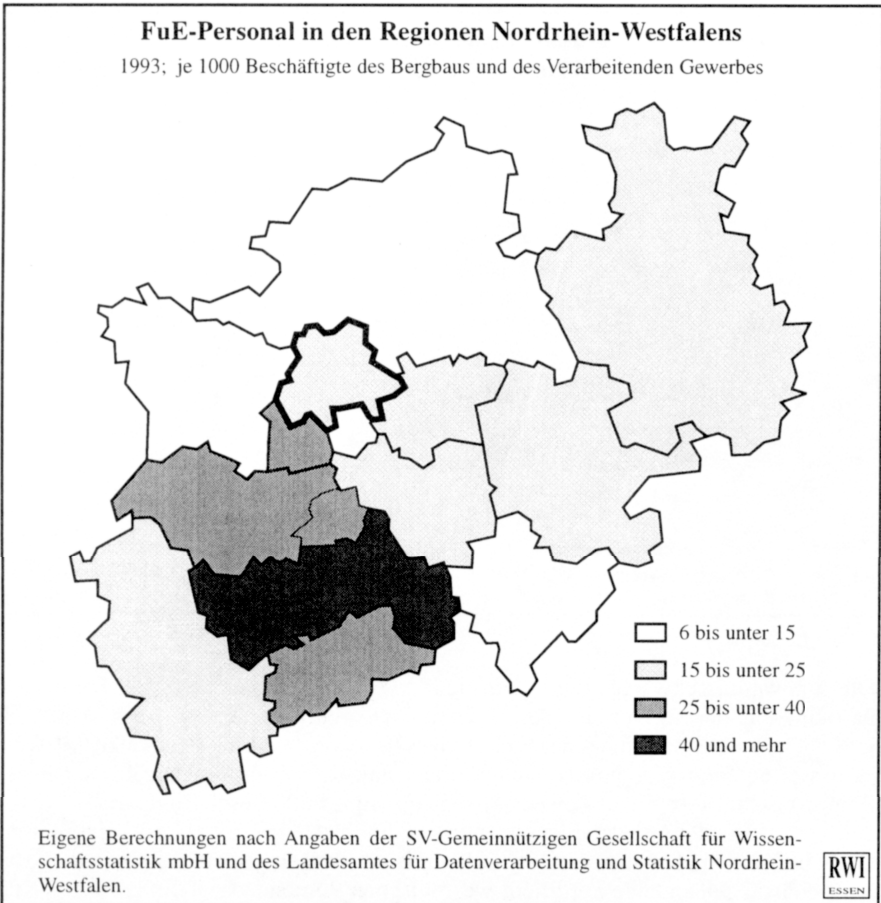 FuE-Personal in den Regionen Nordrhein-Westfalens
1993; je 1000 Beschäftigte des Bergbaus und des Verarbeitenden Gewerbes
6 bis unter 15
15 bis unter 25
25 bis unter 40
40 und mehr
Eigene Berechnungen nach Angaben der SV-Gemeinnützigen Gesellschaft für Wissen-
schaftsstatistik mbH und des Landesamtes für Datenverarbeitung und Statistik Nordrhein-
Westfalen.
RWI
ESSEN